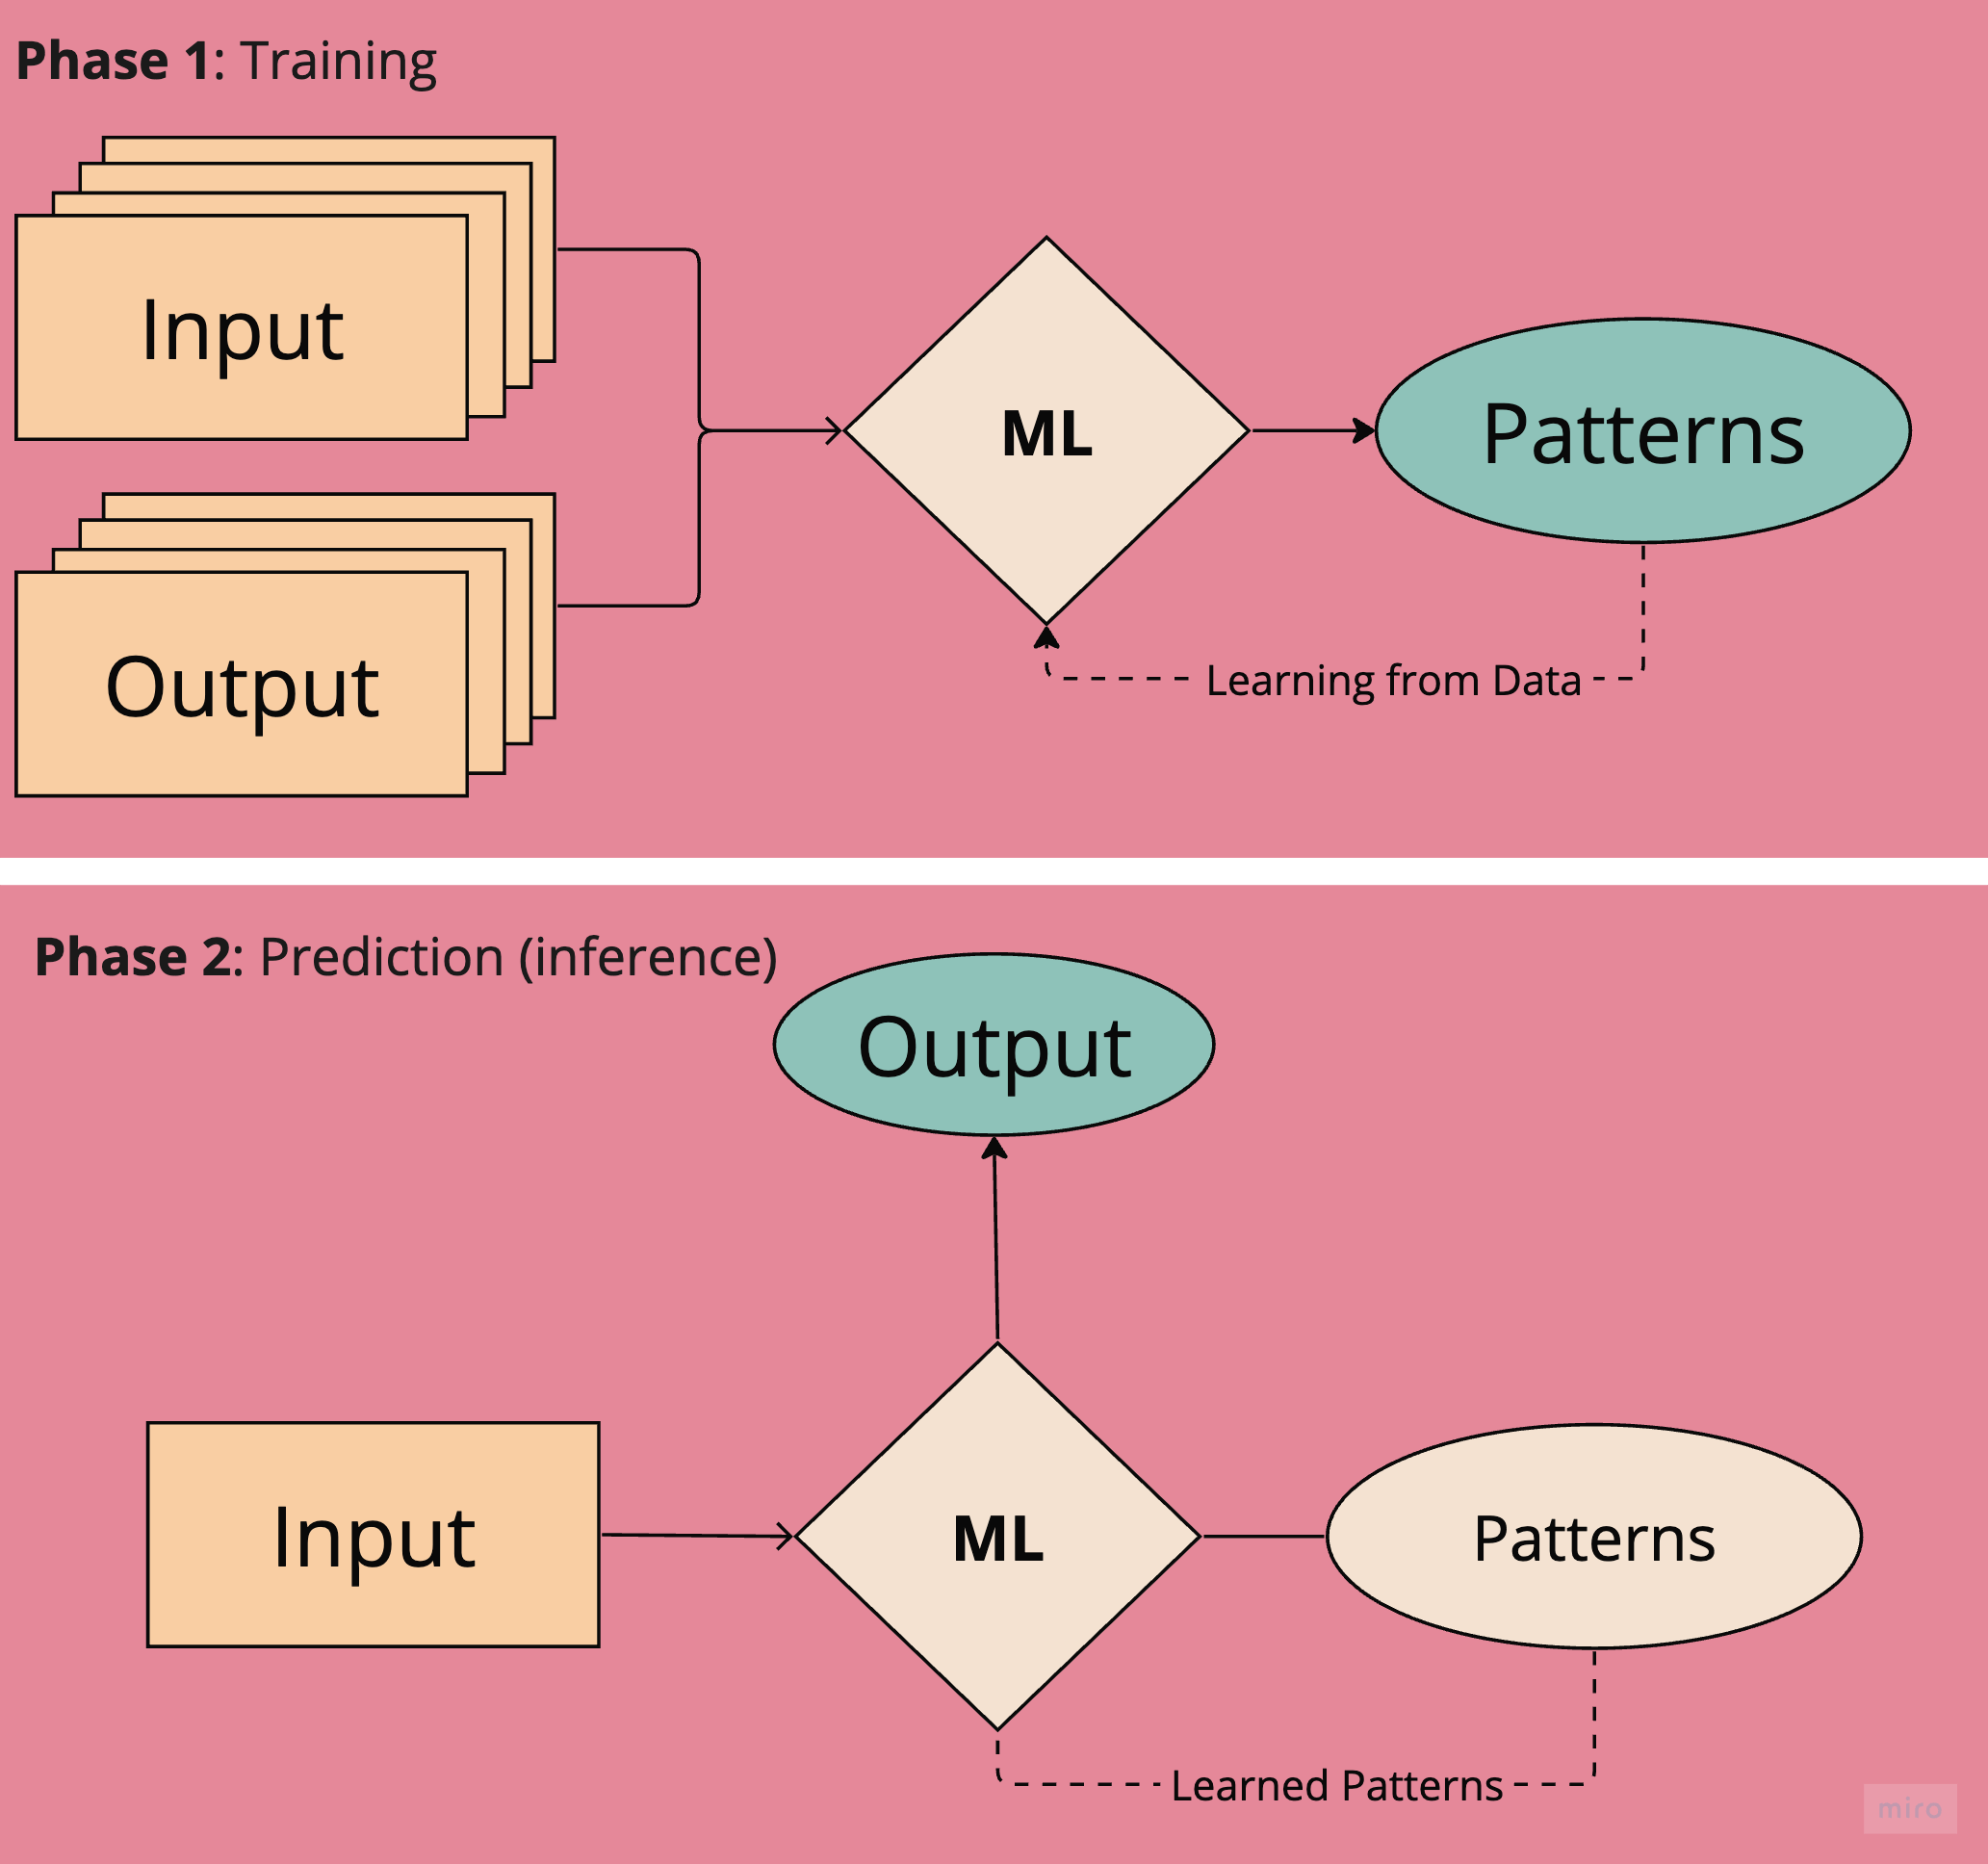 Phase 1: Training
Input
ML
Patterns
Output
Learning from Data
Phase 2: Prediction (inference)
Output
Input
ML
Patterns
Learned Patterns
miro